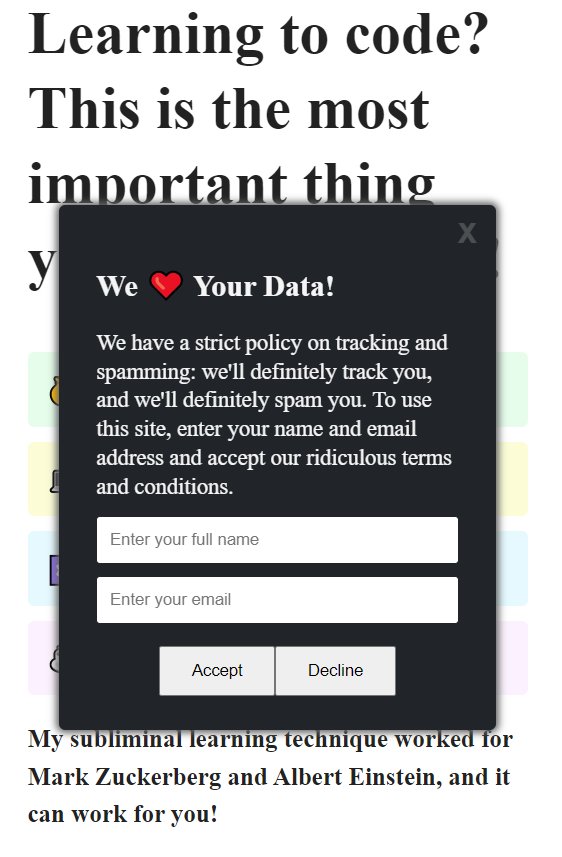 Learning to code?
This is the most
important thing
y
X
We ❤️ Your Data!
We have a strict policy on tracking and
spamming: we'll definitely track you,
and we'll definitely spam you. To use
this site, enter your name and email
address and accept our ridiculous terms
and conditions.
Enter your full name
Enter your email
Accept Decline
My subliminal learning technique worked for
Mark Zuckerberg and Albert Einstein, and it
can work for you!